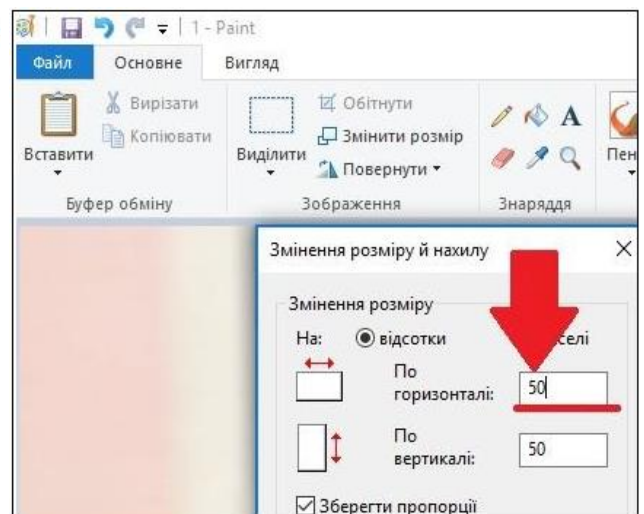 1 - Paint
Файл Основне Вигляд
Вирізати
Копіювати
Вставити
Буфер обміну
Виділити
Обітнути
Змінити розмір
Повернути
Зображення
A
Знаряддя
Пен
Змінення розміру й нахилу
Змінення розміру
На: відсотки
По горизонталі: 50
По вертикалі: 50
Зберегти пропорції